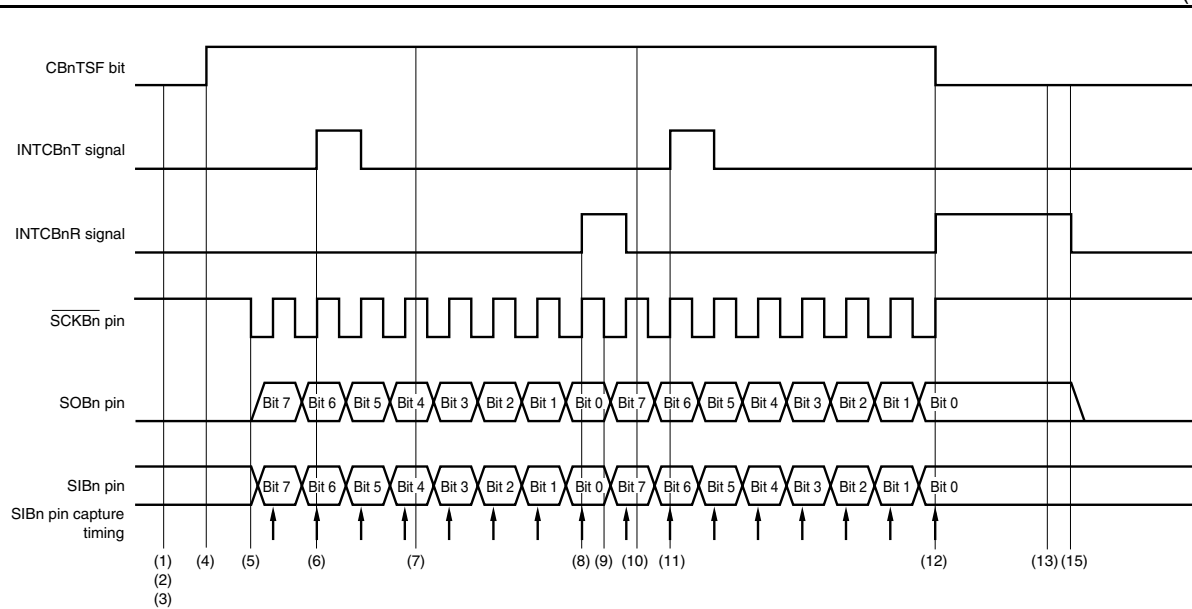 CBnTSF bit
INTCBnT signal
INTCBnR signal
SCKBn pin
SOBn pin
Bit 7 Bit 6 Bit 5 Bit 4 Bit 3 Bit 2 Bit 1 Bit 0 Bit 7 Bit 6 Bit 5 Bit 4 Bit 3 Bit 2 Bit 1 Bit 0
SIBn pin
Bit 7 Bit 6 Bit 5 Bit 4 Bit 3 Bit 2 Bit 1 Bit 0 Bit 7 Bit 6 Bit 5 Bit 4 Bit 3 Bit 2 Bit 1 Bit 0
SIBn pin capture
timing
(1) (4) (5) (6) (7) (8) (9) (10) (11) (12) (13) (15)
(2)
(3)